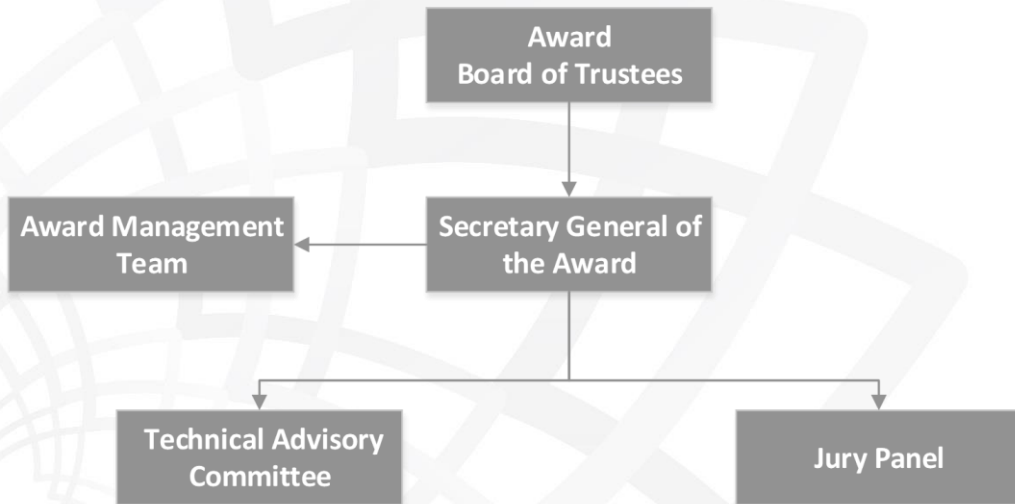 Award
Board of Trustees
Award Management
Team
Secretary General of
the Award
Technical Advisory
Committee
Jury Panel